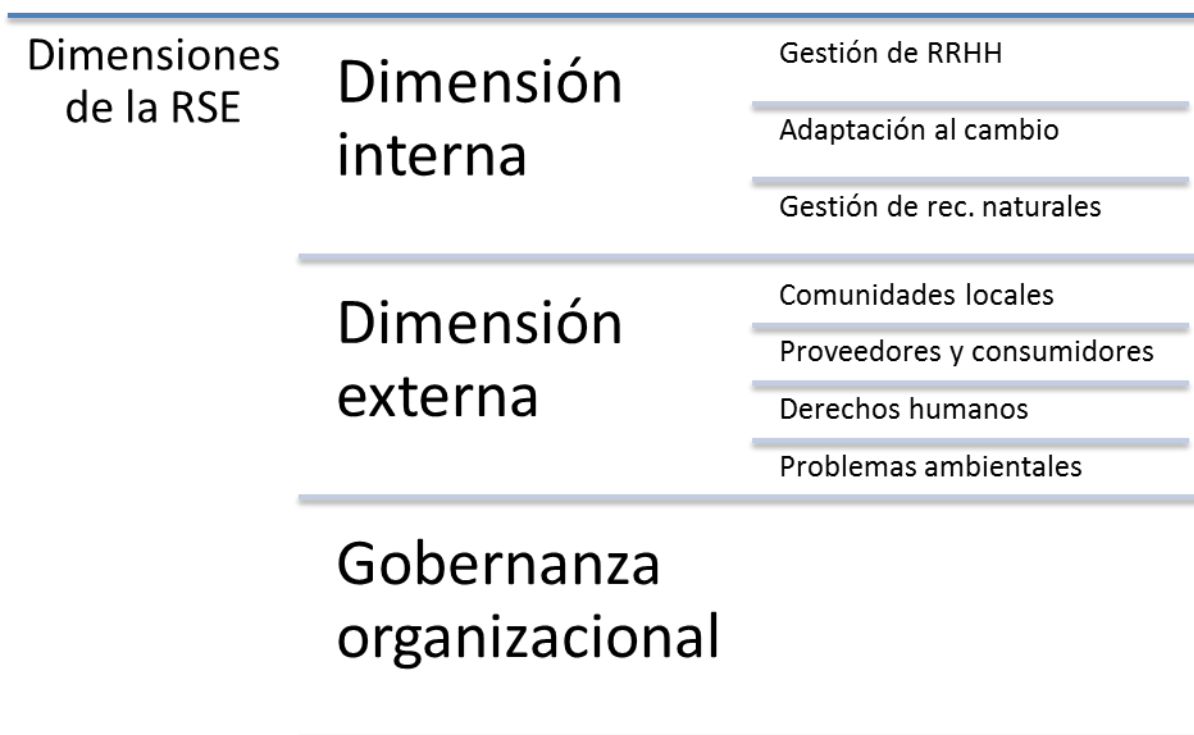 Dimensiones
de la RSE
Dimensión
interna
Gestión de RRHH
Adaptación al cambio
Gestión de rec. naturales
Dimensión
externa
Comunidades locales
Proveedores y consumidores
Derechos humanos
Problemas ambientales
Gobernanza
organizacional